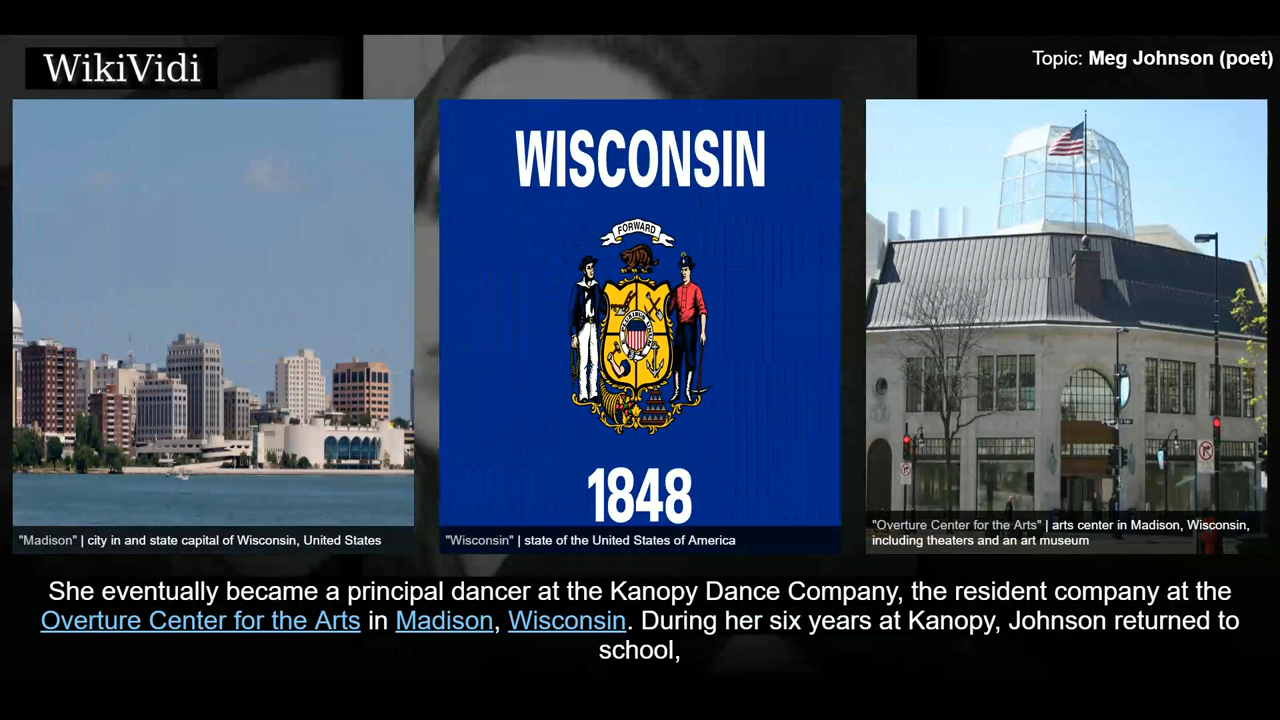 WikiVidi
Topic: Meg Johnson (poet)
WISCONSIN
FORWARD
1848
"Madison" | city in and state capital of Wisconsin, United States
"Wisconsin" | state of the United States of America
"Overture Center for the Arts" | arts center in Madison, Wisconsin,
including theaters and an art museum
She eventually became a principal dancer at the Kanopy Dance Company, the resident company at the
Overture Center for the Arts in Madison, Wisconsin. During her six years at Kanopy, Johnson returned to
school,